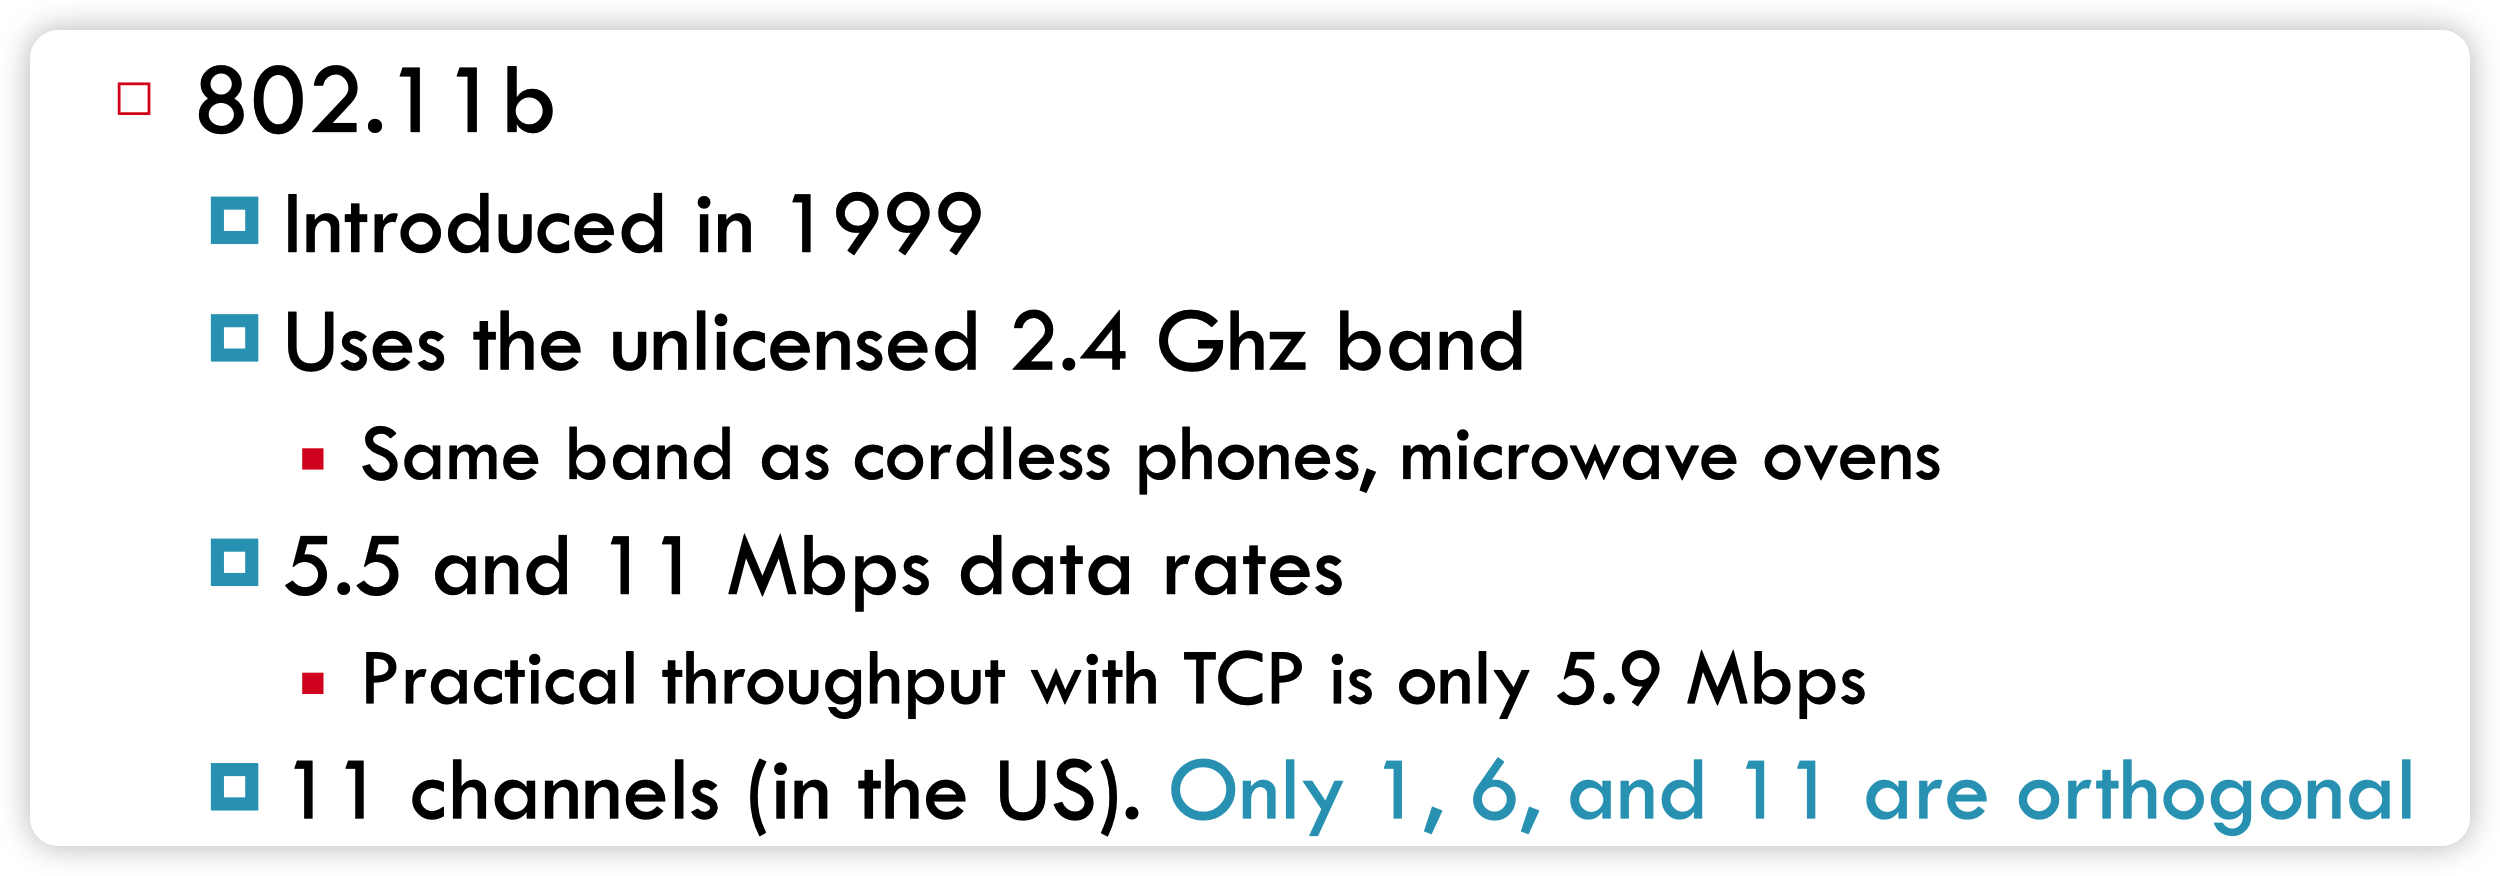 802.11b
Introduced in 1999
Uses the unlicensed 2.4 Ghz band
Same band as cordless phones, microwave ovens
5.5 and 11 Mbps data rates
Practical throughput with TCP is only 5.9 Mbps
11 channels (in the US). Only 1, 6, and 11 are orthogonal